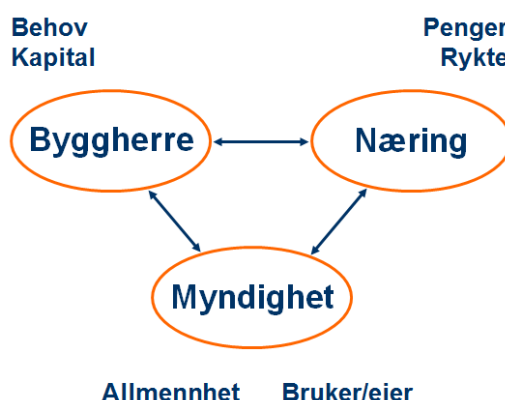 Behov
Kapital
Penger
Rykte
Byggherre
Næring
Myndighet
Allmennhet Bruker/eier